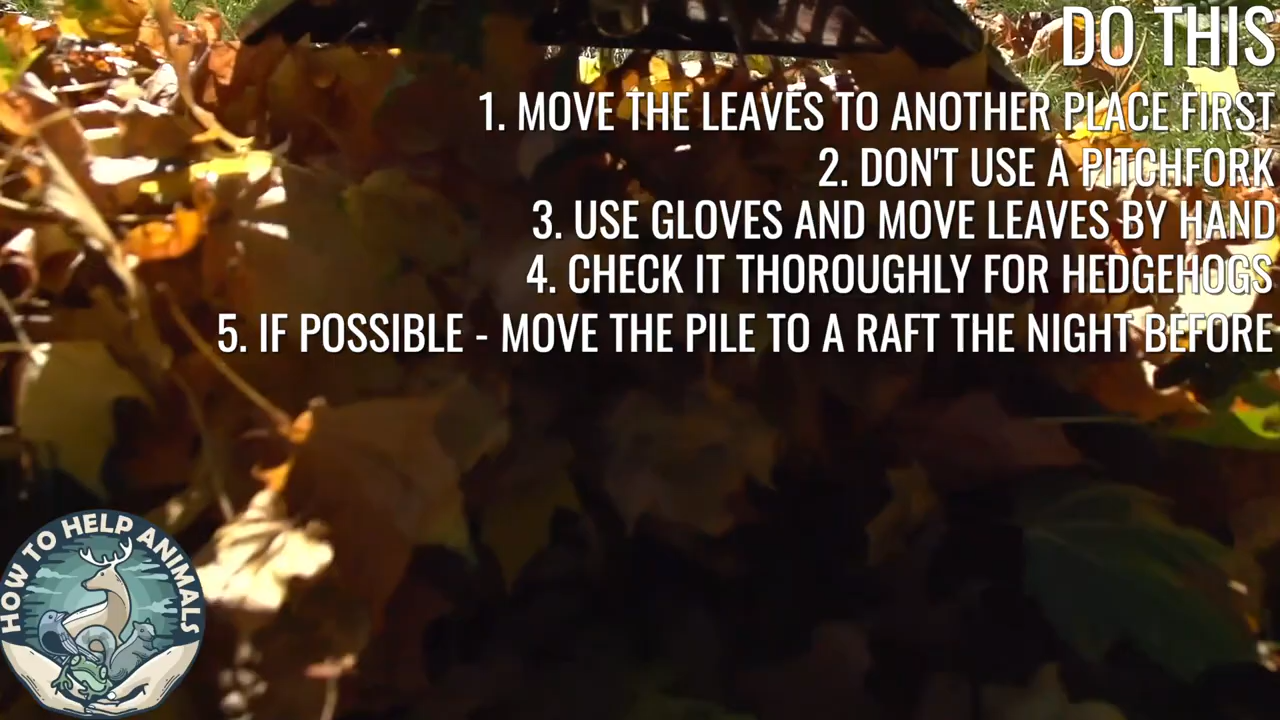 DO THIS
1. MOVE THE LEAVES TO ANOTHER PLACE FIRST
2. DON'T USE A PITCHFORK
3. USE GLOVES AND MOVE LEAVES BY HAND
4. CHECK IT THOROUGHLY FOR HEDGEHOGS
5. IF POSSIBLE - MOVE THE PILE TO A RAFT THE NIGHT BEFORE
HOW TO HELP ANIMALS